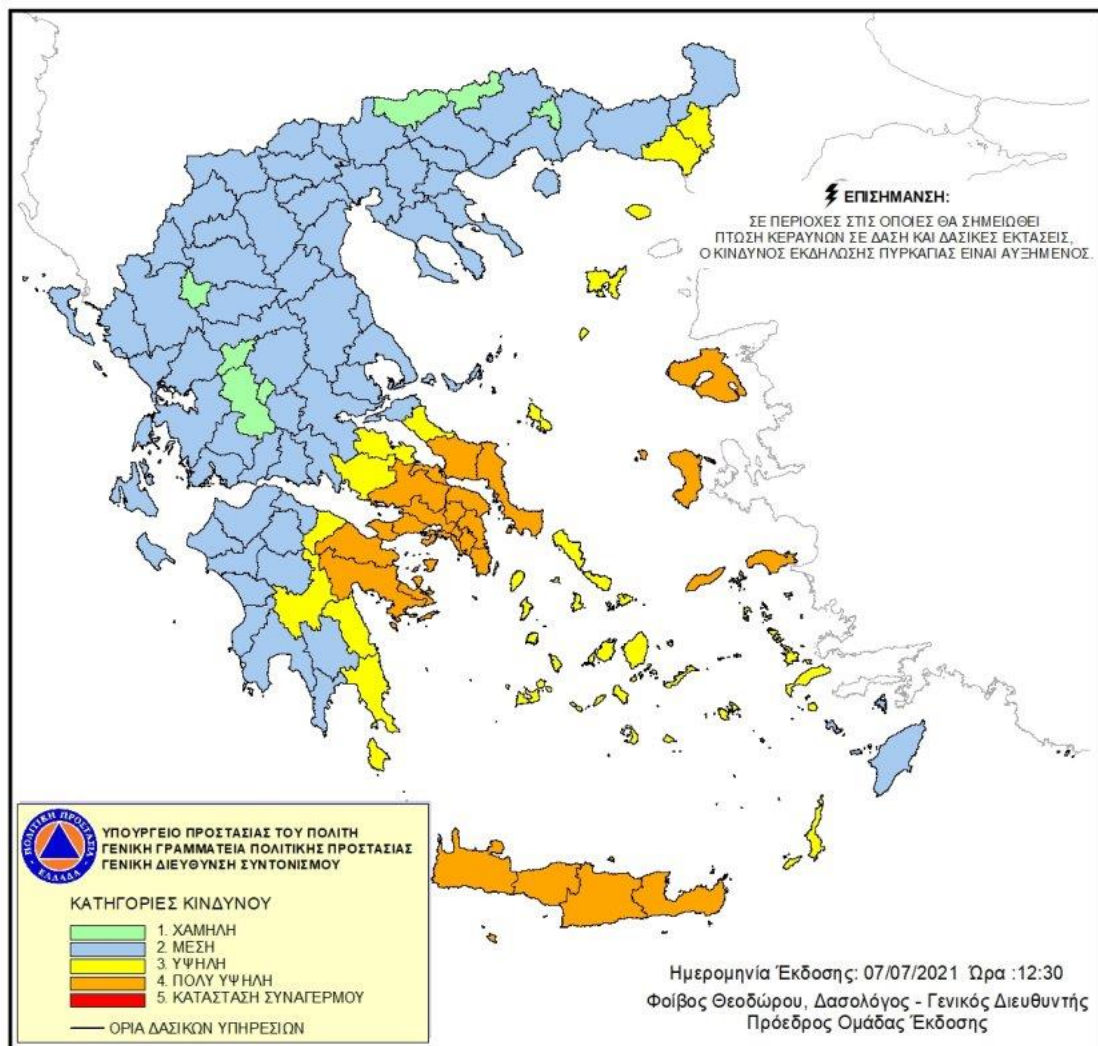 ΕΠΙΣΗΜΑΝΣΗ:
ΣΕ ΠΕΡΙΟΧΕΣ ΣΤΙΣ ΟΠΟΙΕΣ ΘΑ ΣΗΜΕΙΩΘΕΙ
ΠΤΩΣΗ ΚΕΡΑΥΝΩΝ ΣΕ ΔΑΣΗ ΚΑΙ ΔΑΣΙΚΕΣ ΕΚΤΑΣΕΙΣ,
Ο ΚΙΝΔΥΝΟΣ ΕΚΔΗΛΩΣΗΣ ΠΥΡΚΑΓΙΑΣ ΕΙΝΑΙ ΑΥΞΗΜΕΝΟΣ.
ΠΟΛΙΤΙΚΗ ΠΡΟΣΤΑΣΙΑ
ΕΛΛΑΔΑ
ΥΠΟΥΡΓΕΙΟ ΠΡΟΣΤΑΣΙΑΣ ΤΟΥ ΠΟΛΙΤΗ
ΓΕΝΙΚΗ ΓΡΑΜΜΑΤΕΙΑ ΠΟΛΙΤΙΚΗΣ ΠΡΟΣΤΑΣΙΑΣ
ΓΕΝΙΚΗ ΔΙΕΥΘΥΝΣΗ ΣΥΝΤΟΝΙΣΜΟΥ
ΚΑΤΗΓΟΡΙΕΣ ΚΙΝΔΥΝΟΥ
1. ΧΑΜΗΛΗ
2. ΜΕΣΗ
3. ΥΨΗΛΗ
4. ΠΟΛΥ ΥΨΗΛΗ
5. ΚΑΤΑΣΤΑΣΗ ΣΥΝΑΓΕΡΜΟΥ
ΟΡΙΑ ΔΑΣΙΚΩΝ ΥΠΗΡΕΣΙΩΝ
Ημερομηνία Έκδοσης: 07/07/2021 Ώρα :12:30
Φοίβος Θεοδώρου, Δασολόγος - Γενικός Διευθυντής
Πρόεδρος Ομάδας Έκδοσης